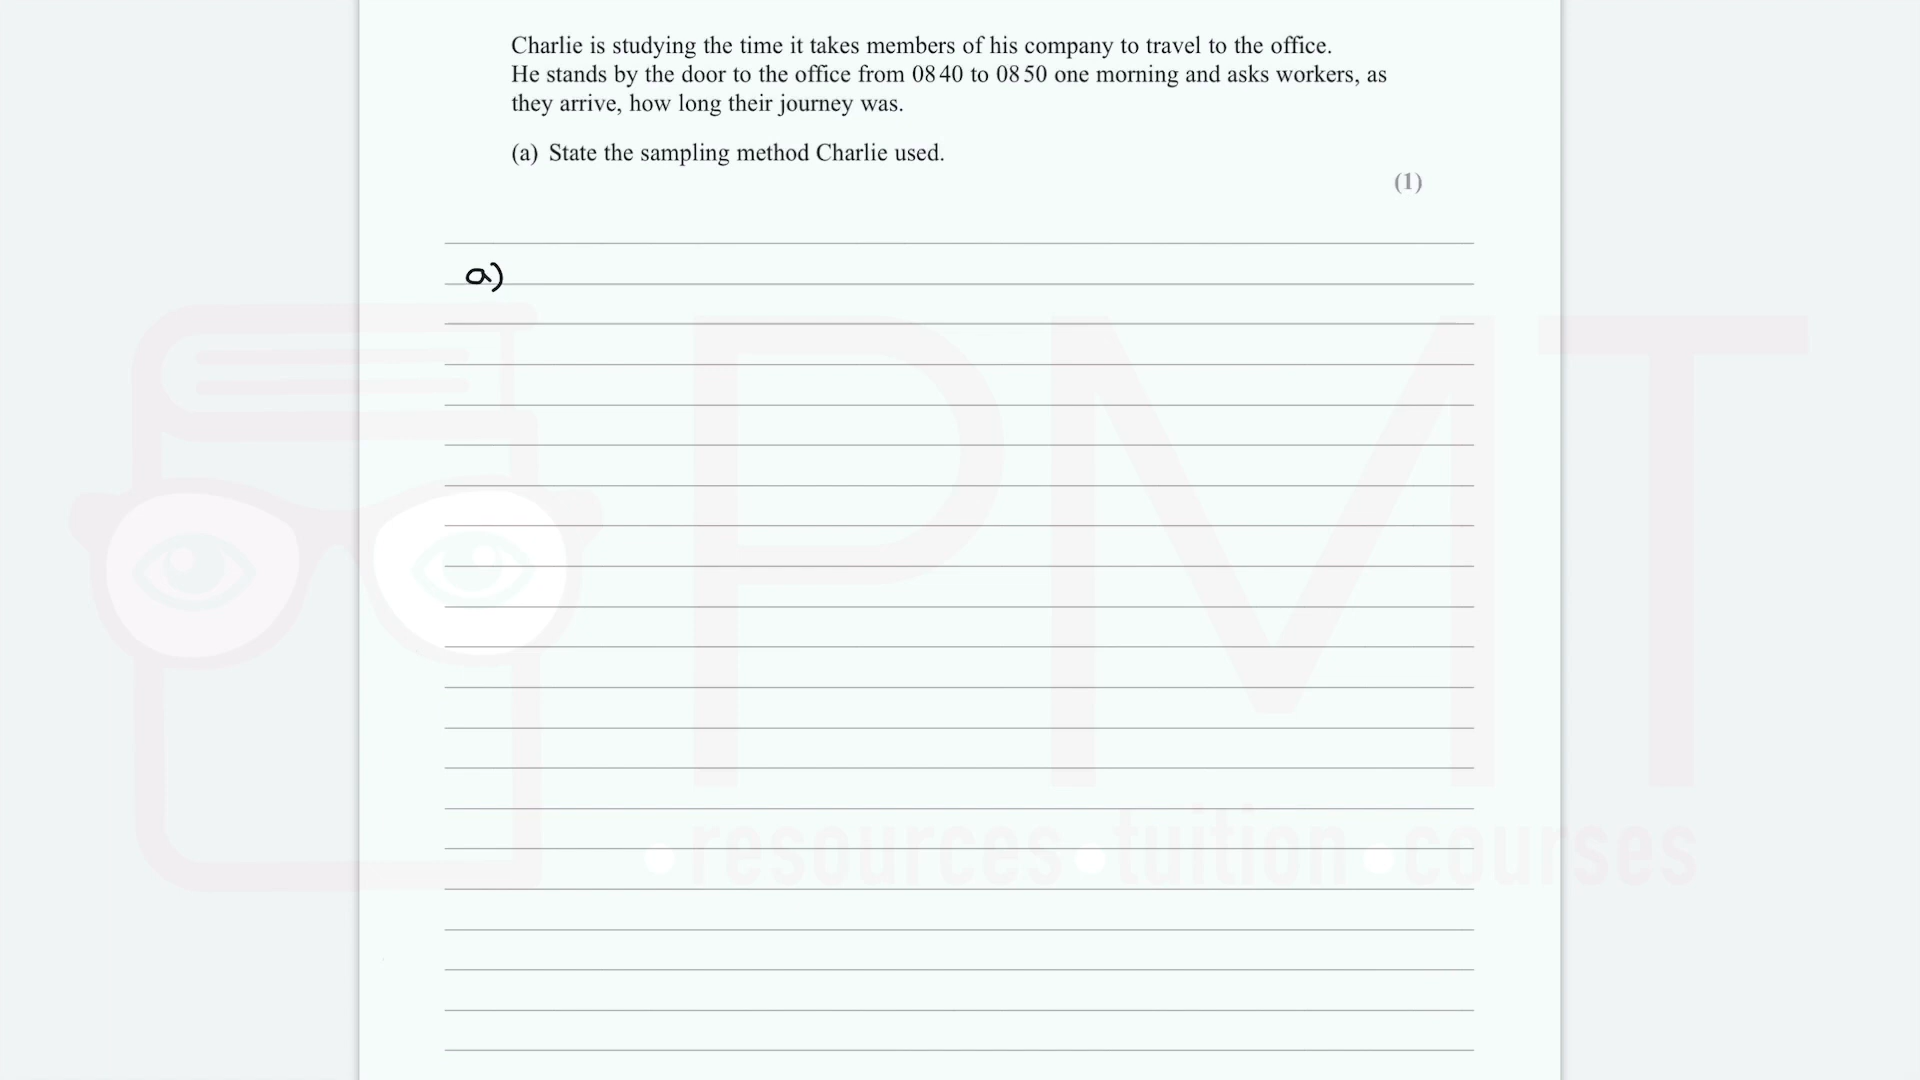 Charlie is studying the time it takes members of his company to travel to the office.
He stands by the door to the office from 08 40 to 08 50 one morning and asks workers, as
they arrive, how long their journey was.
(a) State the sampling method Charlie used.
(1)
a)
PMT
• resources • tuition • courses